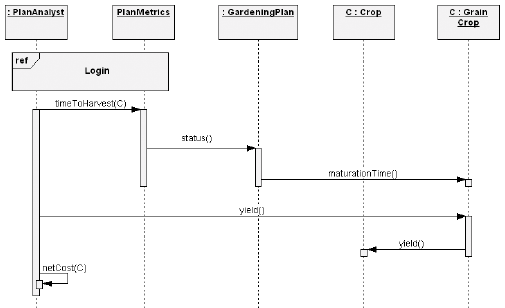 : PlanAnalyst
PlanMetrics
: GardeningPlan
C : Crop
C : Grain
Crop
ref
Login
timeToHarvest(C)
status()
maturationTime()
yield()
yield()
netCost(C)